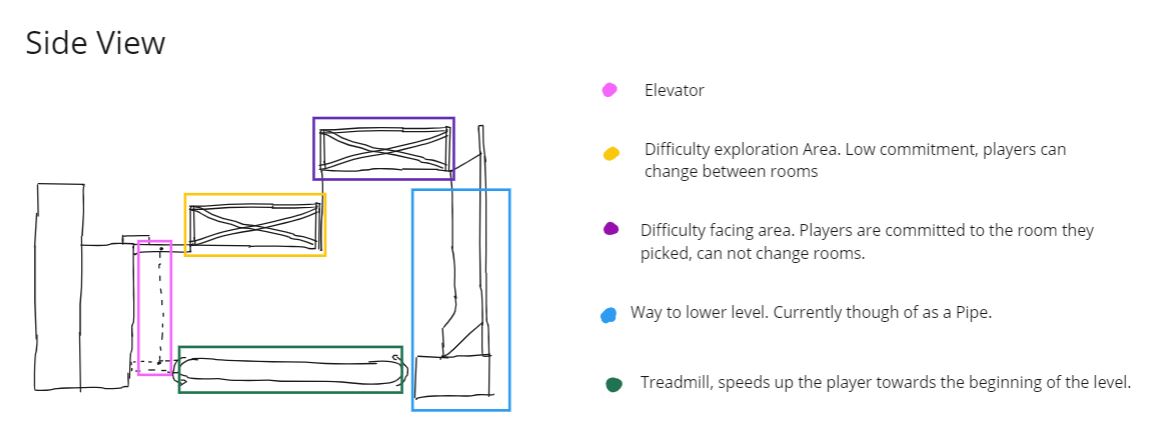 Side View
Elevator
Difficulty exploration Area. Low commitment, players can
change between rooms
Difficulty facing area. Players are committed to the room they
picked, can not change rooms.
Way to lower level. Currently though of as a Pipe.
Treadmill, speeds up the player towards the beginning of the level.